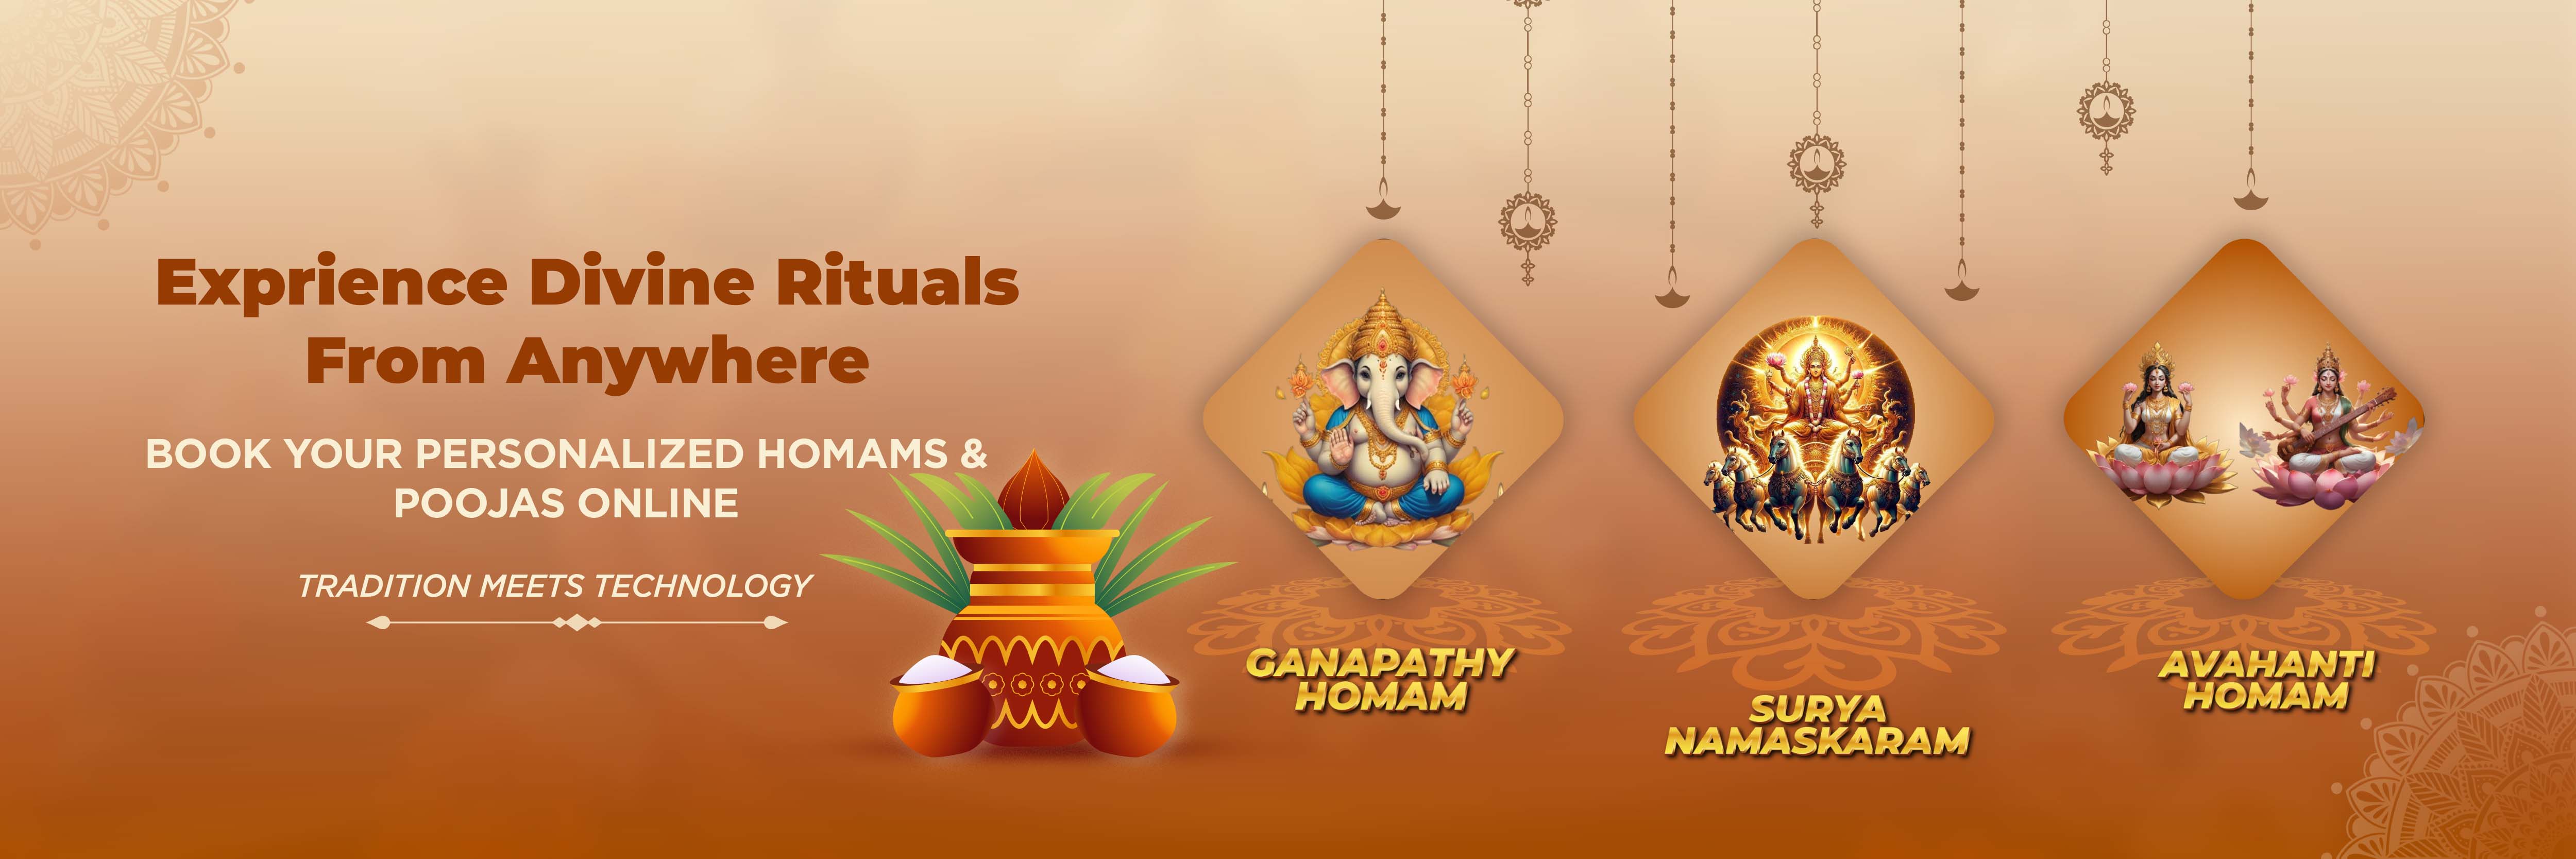 Exprience Divine Rituals
From Anywhere
BOOK YOUR PERSONALIZED HOMAMS &
POOJAS ONLINE
TRADITION MEETS TECHNOLOGY
GANAPATHY
HOMAM
SURYA
NAMASKARAM
AVAHANTI
HOMAM